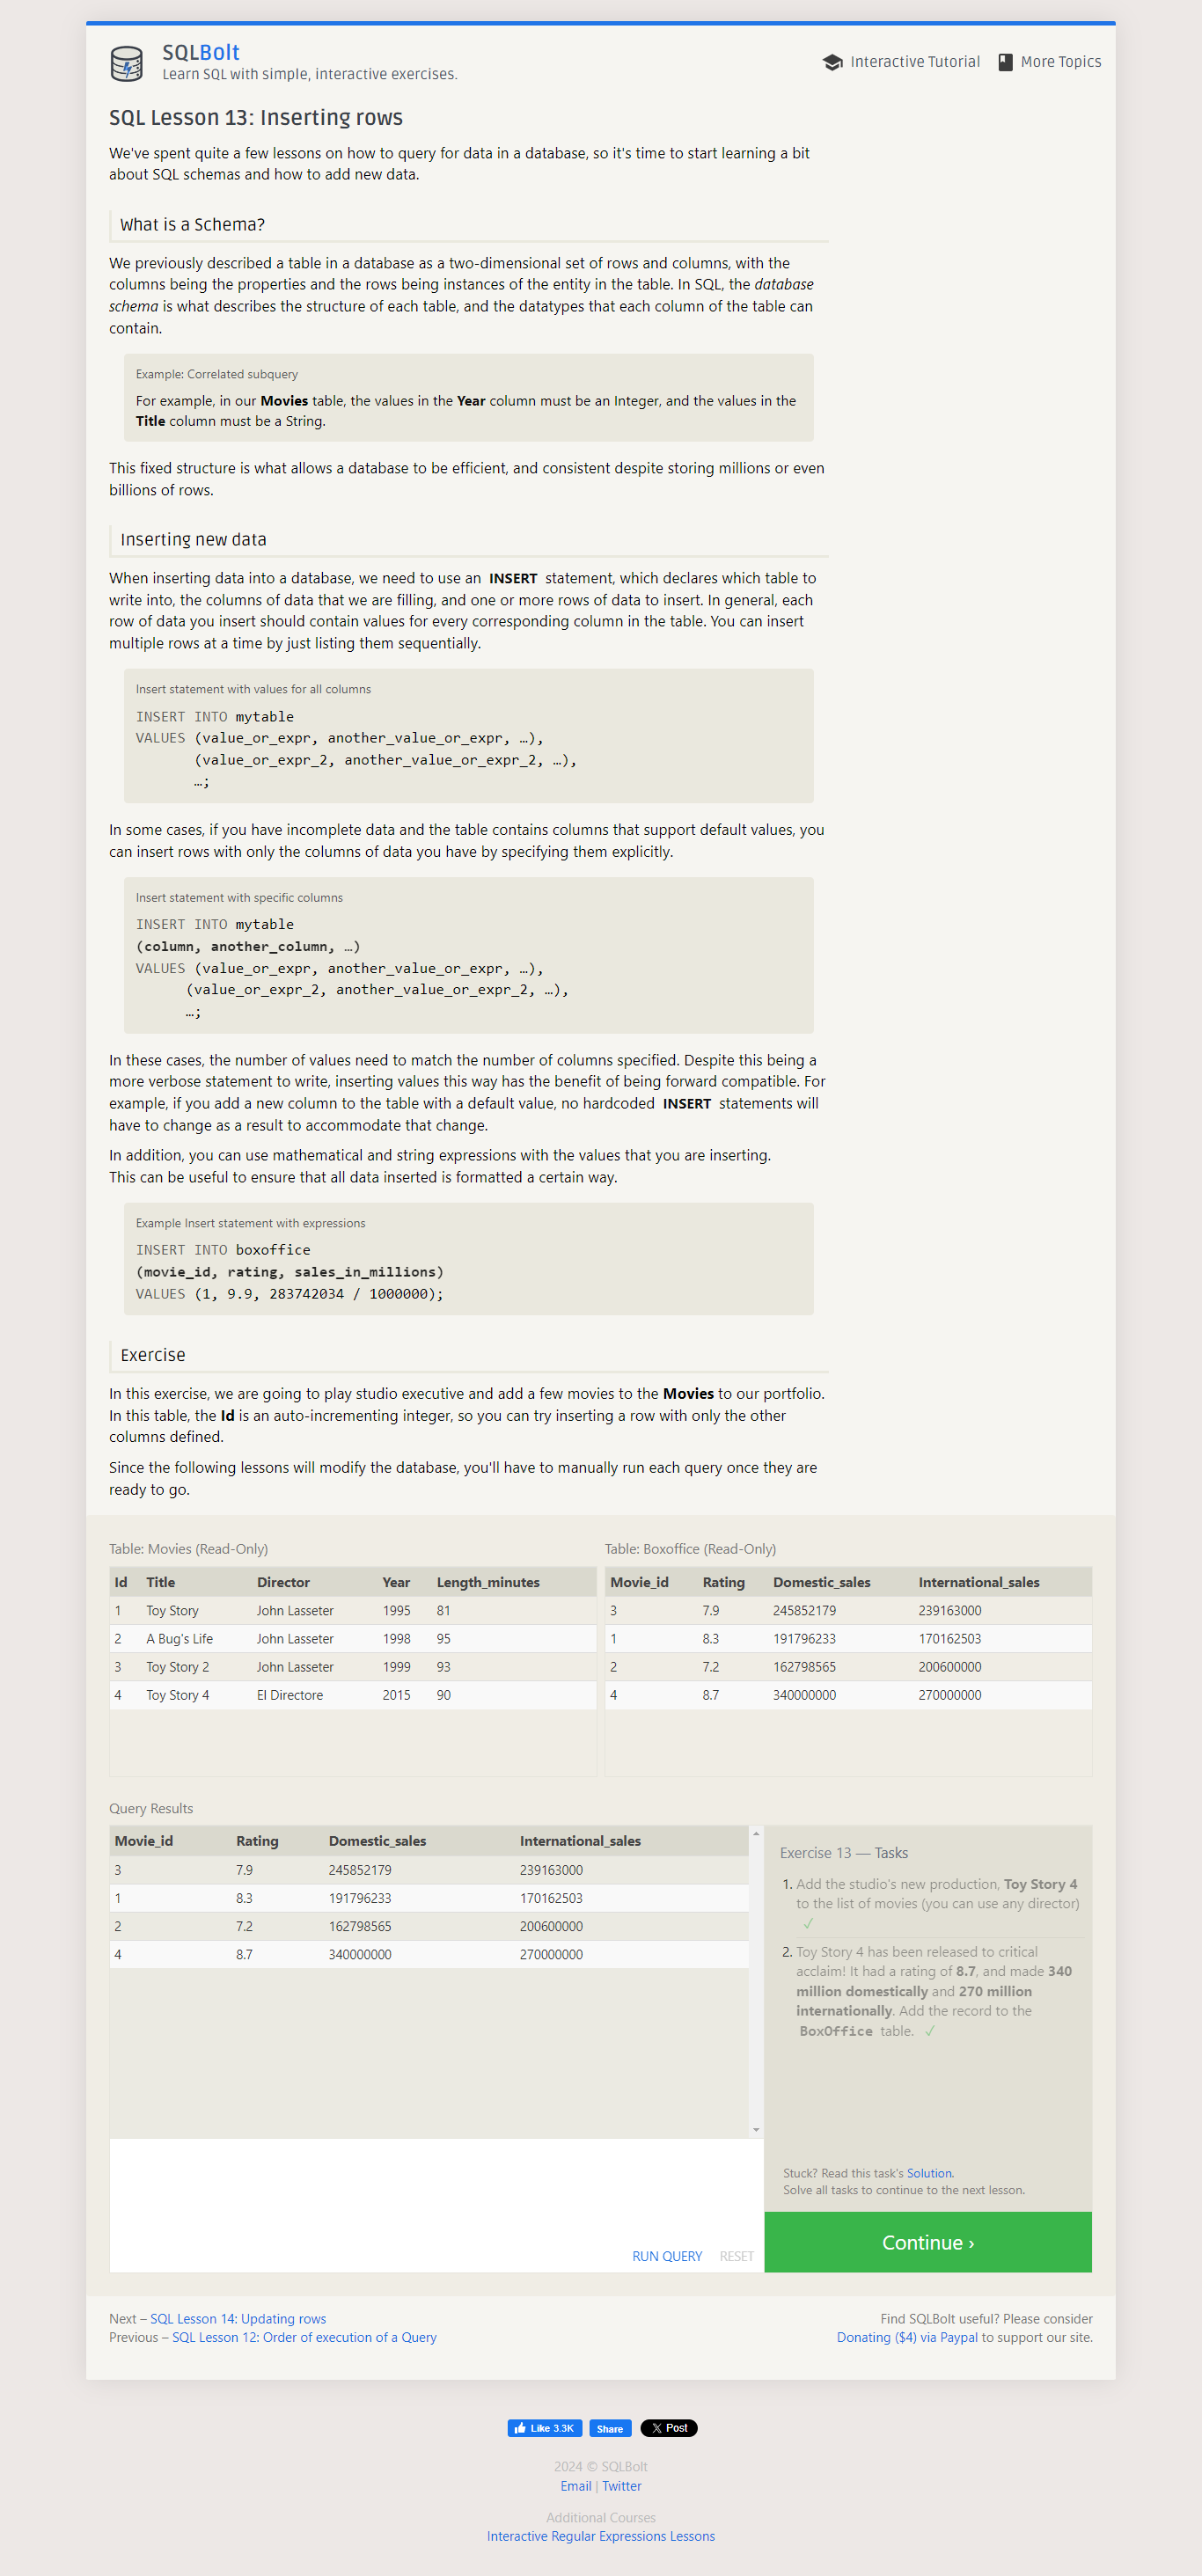 SQLBolt
Learn SQL with simple, interactive exercises.
Interactive Tutorial
More Topics
SQL Lesson 13: Inserting rows
We've spent quite a few lessons on how to query for data in a database, so it's time to start learning a bit
about SQL schemas and how to add new data.
What is a Schema?
We previously described a table in a database as a two-dimensional set of rows and columns, with the
columns being the properties and the rows being instances of the entity in the table. In SQL, the database
schema is what describes the structure of each table, and the datatypes that each column of the table can
contain.
Example: Correlated subquery
For example, in our Movies table, the values in the Year column must be an Integer, and the values in the
Title column must be a String.
This fixed structure is what allows a database to be efficient, and consistent despite storing millions or even
billions of rows.
Inserting new data
When inserting data into a database, we need to use an INSERT statement, which declares which table to
write into, the columns of data that we are filling, and one or more rows of data to insert. In general, each
row of data you insert should contain values for every corresponding column in the table. You can insert
multiple rows at a time by just listing them sequentially.
Insert statement with values for all columns
INSERT INTO mytable
VALUES (value_or_expr, another_value_or_expr, …),
(value_or_expr_2, another_value_or_expr_2, …),
…;
In some cases, if you have incomplete data and the table contains columns that support default values, you
can insert rows with only the columns of data you have by specifying them explicitly.
Insert statement with specific columns
INSERT INTO mytable
(column, another_column, …)
VALUES (value_or_expr, another_value_or_expr, …),
(value_or_expr_2, another_value_or_expr_2, …),
…;
In these cases, the number of values need to match the number of columns specified. Despite this being a
more verbose statement to write, inserting values this way has the benefit of being forward compatible. For
example, if you add a new column to the table with a default value, no hardcoded INSERT statements will
have to change as a result to accommodate that change.
In addition, you can use mathematical and string expressions with the values that you are inserting.
This can be useful to ensure that all data inserted is formatted a certain way.
Example Insert statement with expressions
INSERT INTO boxoffice
(movie_id, rating, sales_in_millions)
VALUES (1, 9.9, 283742034 / 1000000);
Exercise
In this exercise, we are going to play studio executive and add a few movies to the Movies to our portfolio.
In this table, the Id is an auto-incrementing integer, so you can try inserting a row with only the other
columns defined.
Since the following lessons will modify the database, you'll have to manually run each query once they are
ready to go.
Table: Movies (Read-Only)
Id Title Director Year Length_minutes
1 Toy Story John Lasseter 1995 81
2 A Bug's Life John Lasseter 1998 95
3 Toy Story 2 John Lasseter 1999 93
4 Toy Story 4 El Directore 2015 90
Table: Boxoffice (Read-Only)
Movie_id Rating Domestic_sales International_sales
3 7.9 245852179 239163000
1 8.3 191796233 170162503
2 7.2 162798565 200600000
4 8.7 340000000 270000000
Query Results
Movie_id Rating Domestic_sales International_sales
3 7.9 245852179 239163000
1 8.3 191796233 170162503
2 7.2 162798565 200600000
4 8.7 340000000 270000000
RUN QUERY RESET
Exercise 13 — Tasks
1. Add the studio's new production, Toy Story 4
to the list of movies (you can use any director)
✓
2. Toy Story 4 has been released to critical
acclaim! It had a rating of 8.7, and made 340
million domestically and 270 million
internationally. Add the record to the
BoxOffice table. ✓
Stuck? Read this task's Solution.
Solve all tasks to continue to the next lesson.
Continue ›
Next – SQL Lesson 14: Updating rows
Previous – SQL Lesson 12: Order of execution of a Query
Find SQLBolt useful? Please consider
Donating ($4) via Paypal to support our site.
Like 3.3K
Share
Post
2024 © SQLBolt
Email | Twitter
Additional Courses
Interactive Regular Expressions Lessons